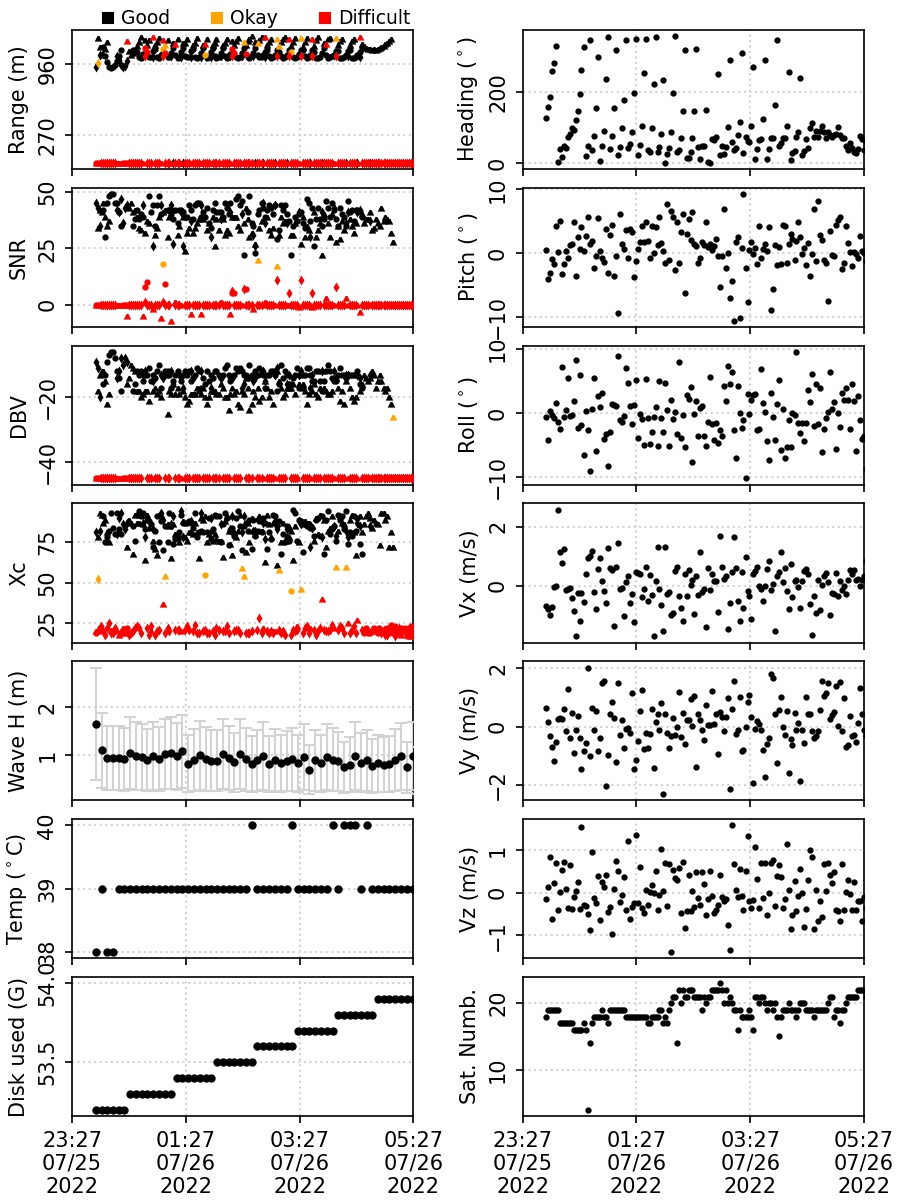 Good Okay Difficult
Range (m)
960
270
Heading (°)
200
0
SNR
50
25
0
Pitch (°)
10
0
−10
DBV
−20
−40
Roll (°)
10
0
−10
Xc
75
50
25
Vx (m/s)
2
0
Wave H (m)
2
1
Vy (m/s)
2
0
−2
Temp (°C)
40
39
38
Vz (m/s)
1
0
−1
Disk used (G)
54.0
53.5
Sat. Numb.
20
10
23:27 01:27 03:27 05:27
07/25 07/26 07/26 07/26
2022 2022 2022 2022
23:27 01:27 03:27 05:27
07/25 07/26 07/26 07/26
2022 2022 2022 2022